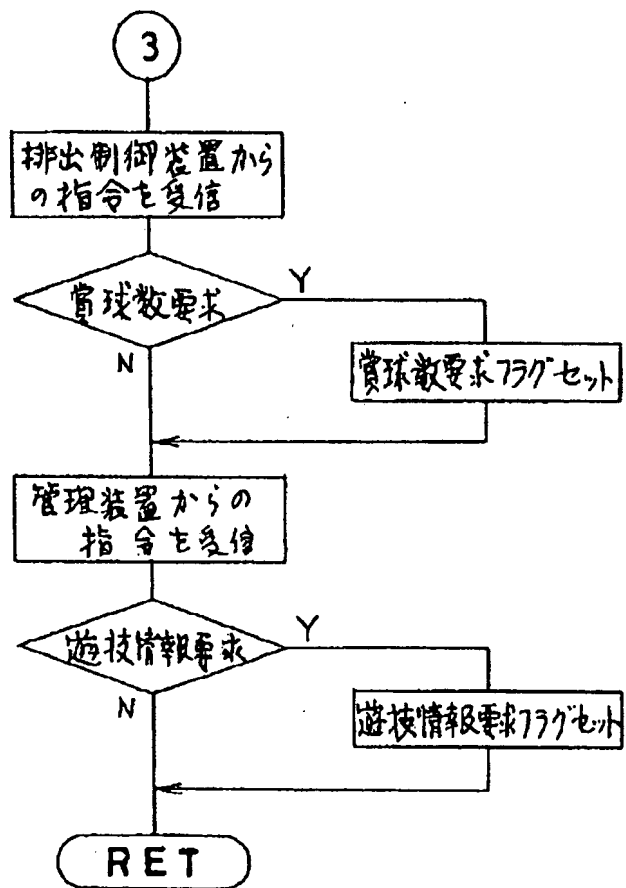 3
排出制御装置から
の指令を受信
賞球数要求
Y
N
賞球数要求フラグセット
管理装置からの
指令を受信
遊技情報要求
Y
N
遊技情報要求フラグセット
RET